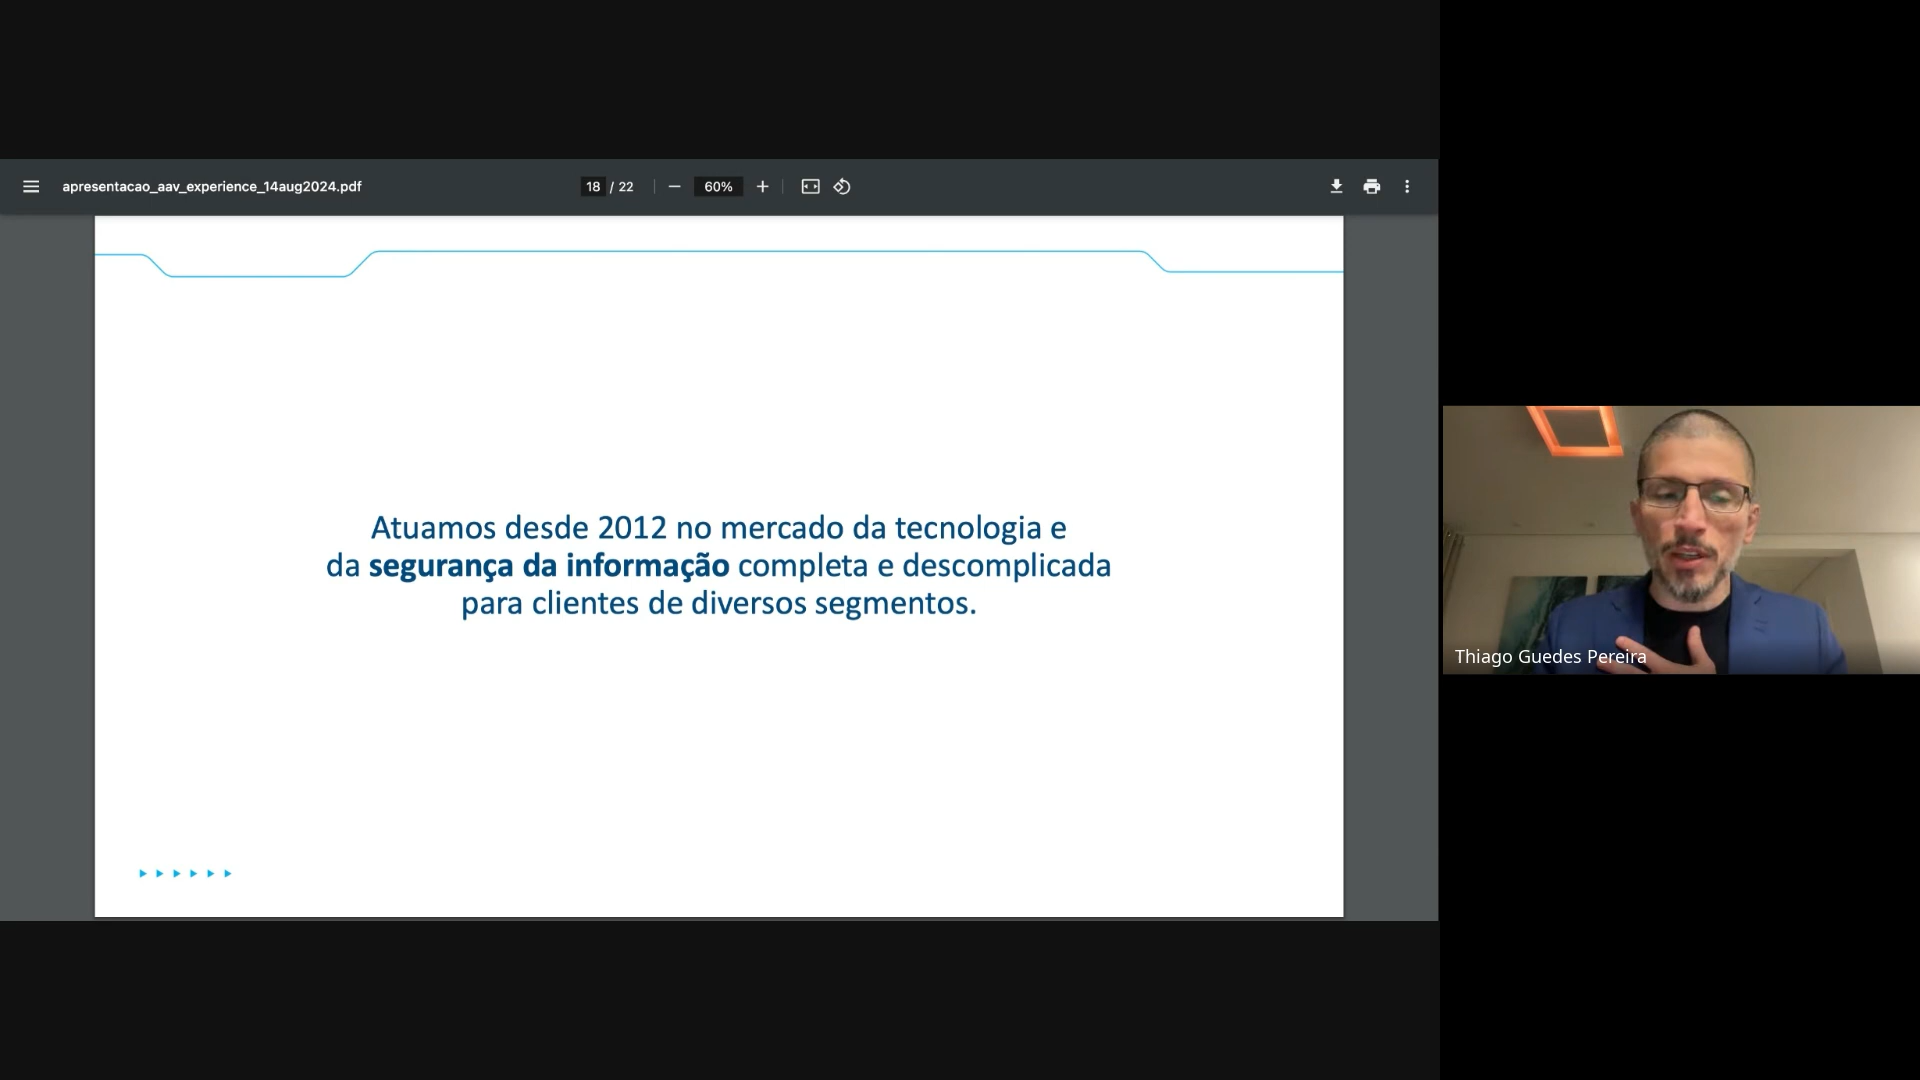 apresentacao_aav_experience_14aug2024.pdf
18 / 22
60%
Atuamos desde 2012 no mercado da tecnologia e
da segurança da informação completa e descomplicada
para clientes de diversos segmentos.
Thiago Guedes Pereira